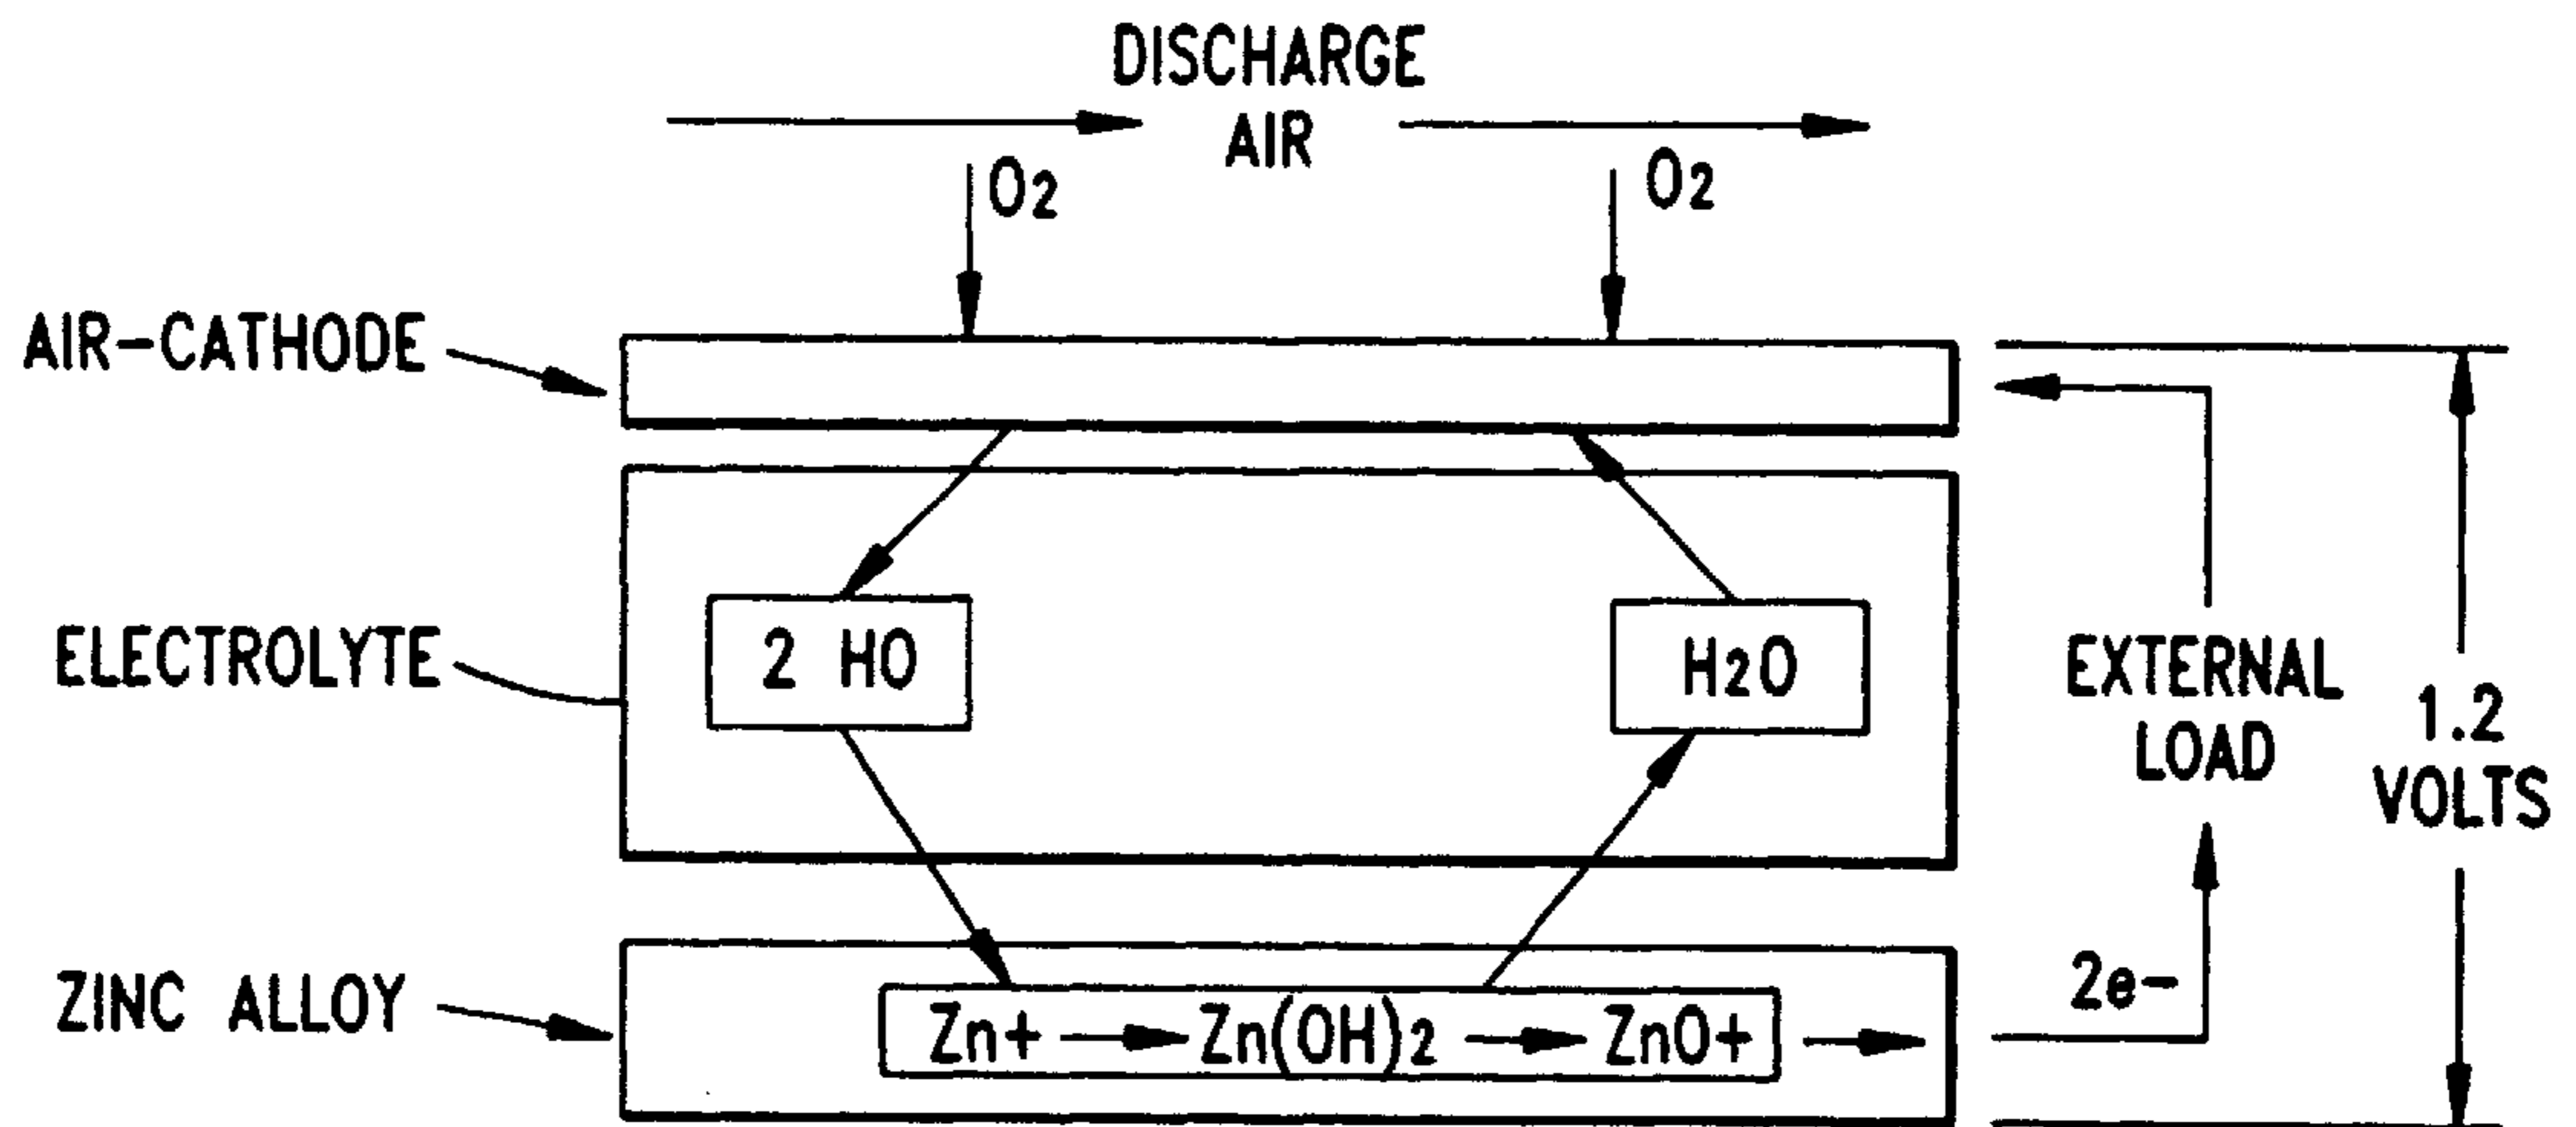 DISCHARGE
AIR
O2
O2
AIR-CATHODE
ELECTROLYTE
2 HO
H2O
EXTERNAL
LOAD
1.2
VOLTS
ZINC ALLOY
Zn+ → Zn(OH)2 → ZnO+ →
2e-